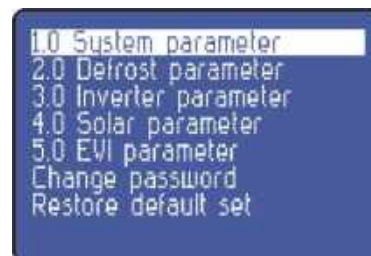 1.0 System parameter
2.0 Defrost parameter
3.0 Inverter parameter
4.0 Solar parameter
5.0 EVI parameter
Change password
Restore default set